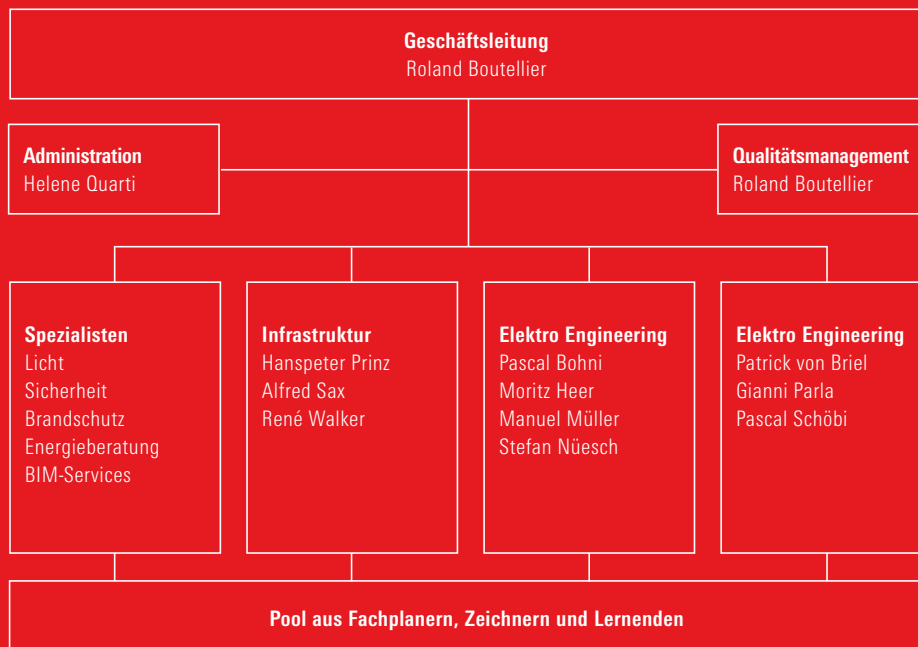 Geschäftsleitung
Roland Boutellier
Administration
Helene Quarti
Qualitätsmanagement
Roland Boutellier
Spezialisten
Licht
Sicherheit
Brandschutz
Energieberatung
BIM-Services
Infrastruktur
Hanspeter Prinz
Alfred Sax
René Walker
Elektro Engineering
Pascal Bohni
Moritz Heer
Manuel Müller
Stefan Nüesch
Elektro Engineering
Patrick von Briel
Gianni Parla
Pascal Schöbi
Pool aus Fachplanern, Zeichnern und Lernenden